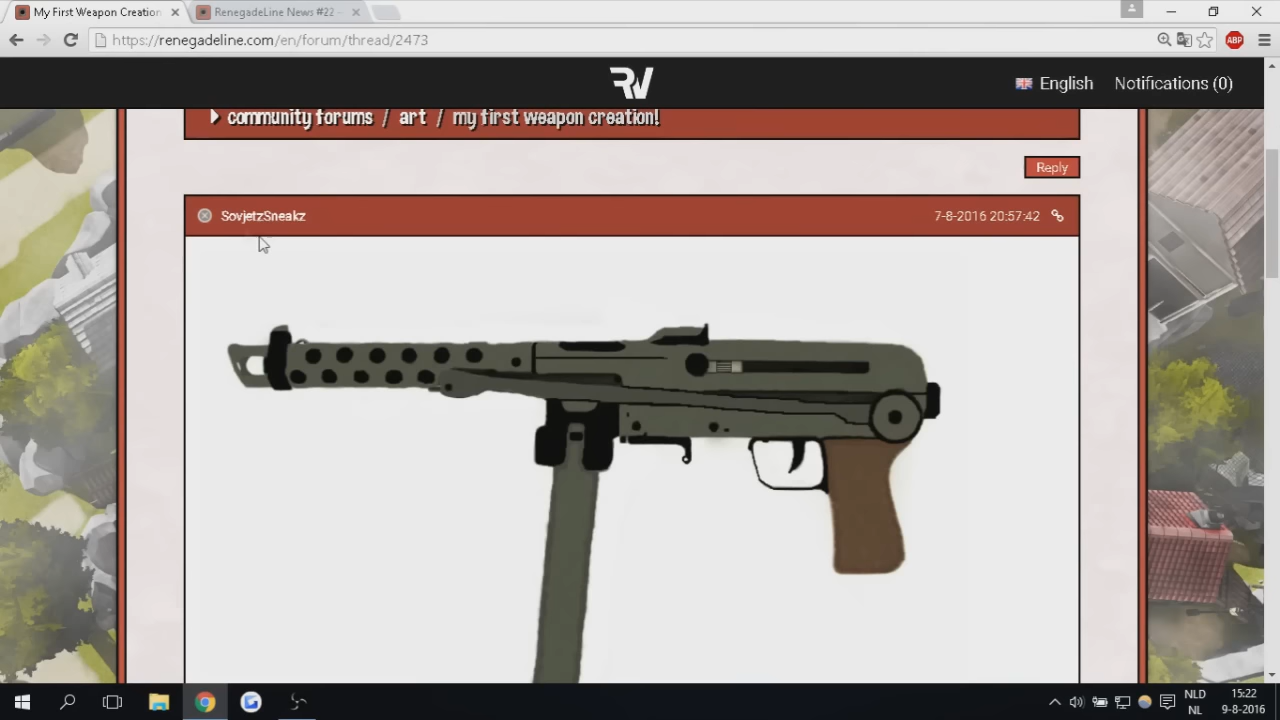 My First Weapon Creation
RenegadeLine News #22 -
https://renegadeline.com/en/forum/thread/2473
ABP
RV
English
Notifications (0)
community forums / art / my first weapon creation!
Reply
SovjetzSneakz
7-8-2016 20:57:42
NLD
15:22
NL
9-8-2016